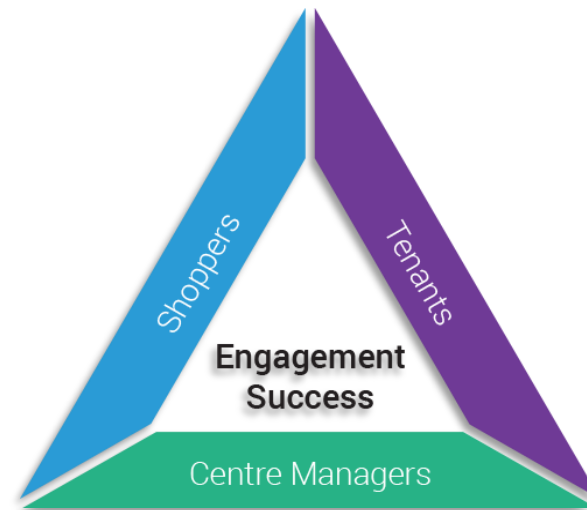 Shoppers
Tenants
Engagement
Success
Centre Managers